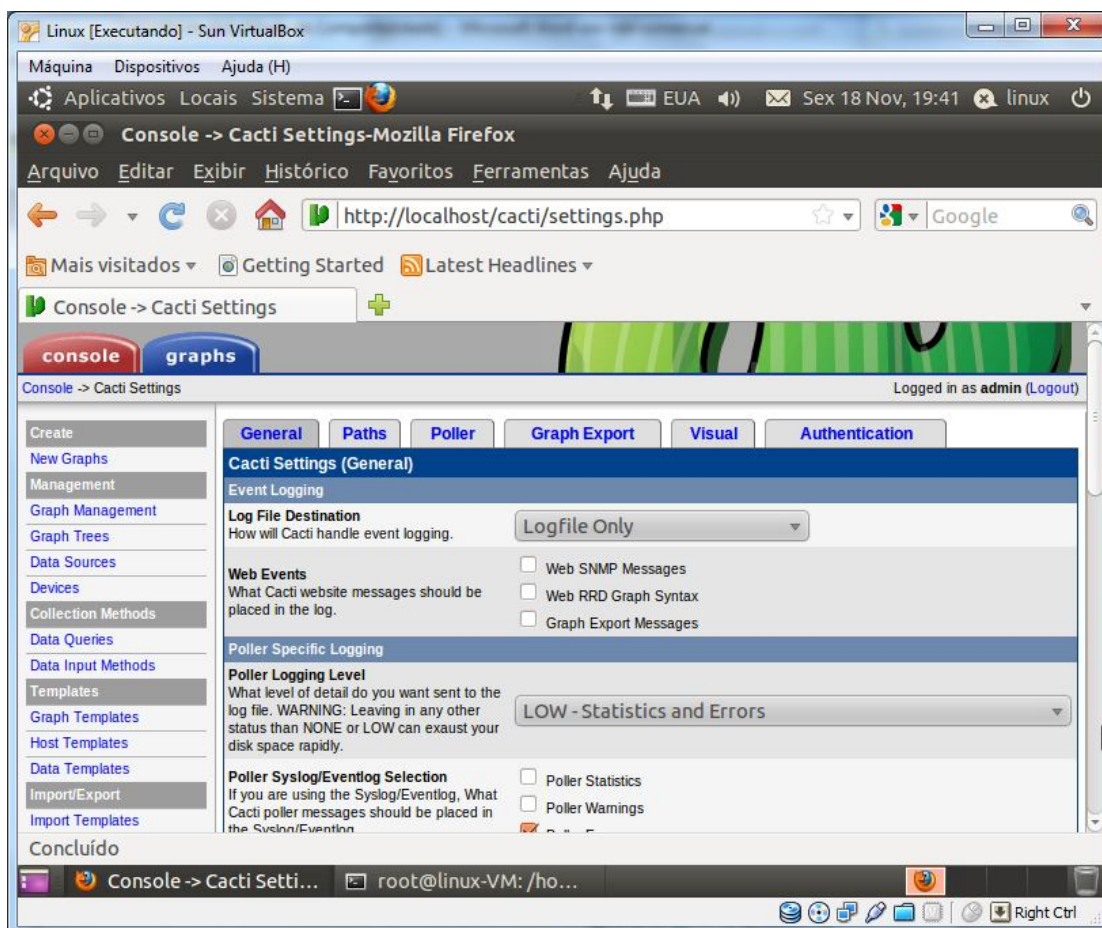 Linux [Executando] - Sun VirtualBox
Máquina Dispositivos Ajuda (H)
Aplicativos Locais Sistema EUA Sex 18 Nov, 19:41 linux
Console -> Cacti Settings-Mozilla Firefox
Arquivo Editar Exibir Histórico Favoritos Ferramentas Ajuda
http://localhost/cacti/settings.php Google
Mais visitados Getting Started Latest Headlines
Console -> Cacti Settings
console graphs
Console -> Cacti Settings Logged in as admin (Logout)
Create
New Graphs
Management
Graph Management
Graph Trees
Data Sources
Devices
Collection Methods
Data Queries
Data Input Methods
Templates
Graph Templates
Host Templates
Data Templates
Import/Export
Import Templates
General Paths Poller Graph Export Visual Authentication
Cacti Settings (General)
Event Logging
Log File Destination
How will Cacti handle event logging.
Logfile Only
Web Events
What Cacti website messages should be
placed in the log.
Web SNMP Messages
Web RRD Graph Syntax
Graph Export Messages
Poller Specific Logging
Poller Logging Level
What level of detail do you want sent to the
log file. WARNING: Leaving in any other
status than NONE or LOW can exaust your
disk space rapidly.
LOW - Statistics and Errors
Poller Syslog/Eventlog Selection
If you are using the Syslog/Eventlog, What
Cacti poller messages should be placed in
the Syslog/Eventlog
Poller Statistics
Poller Warnings
Concluído
Console -> Cacti Setti... root@linux-VM: /ho...
Right Ctrl